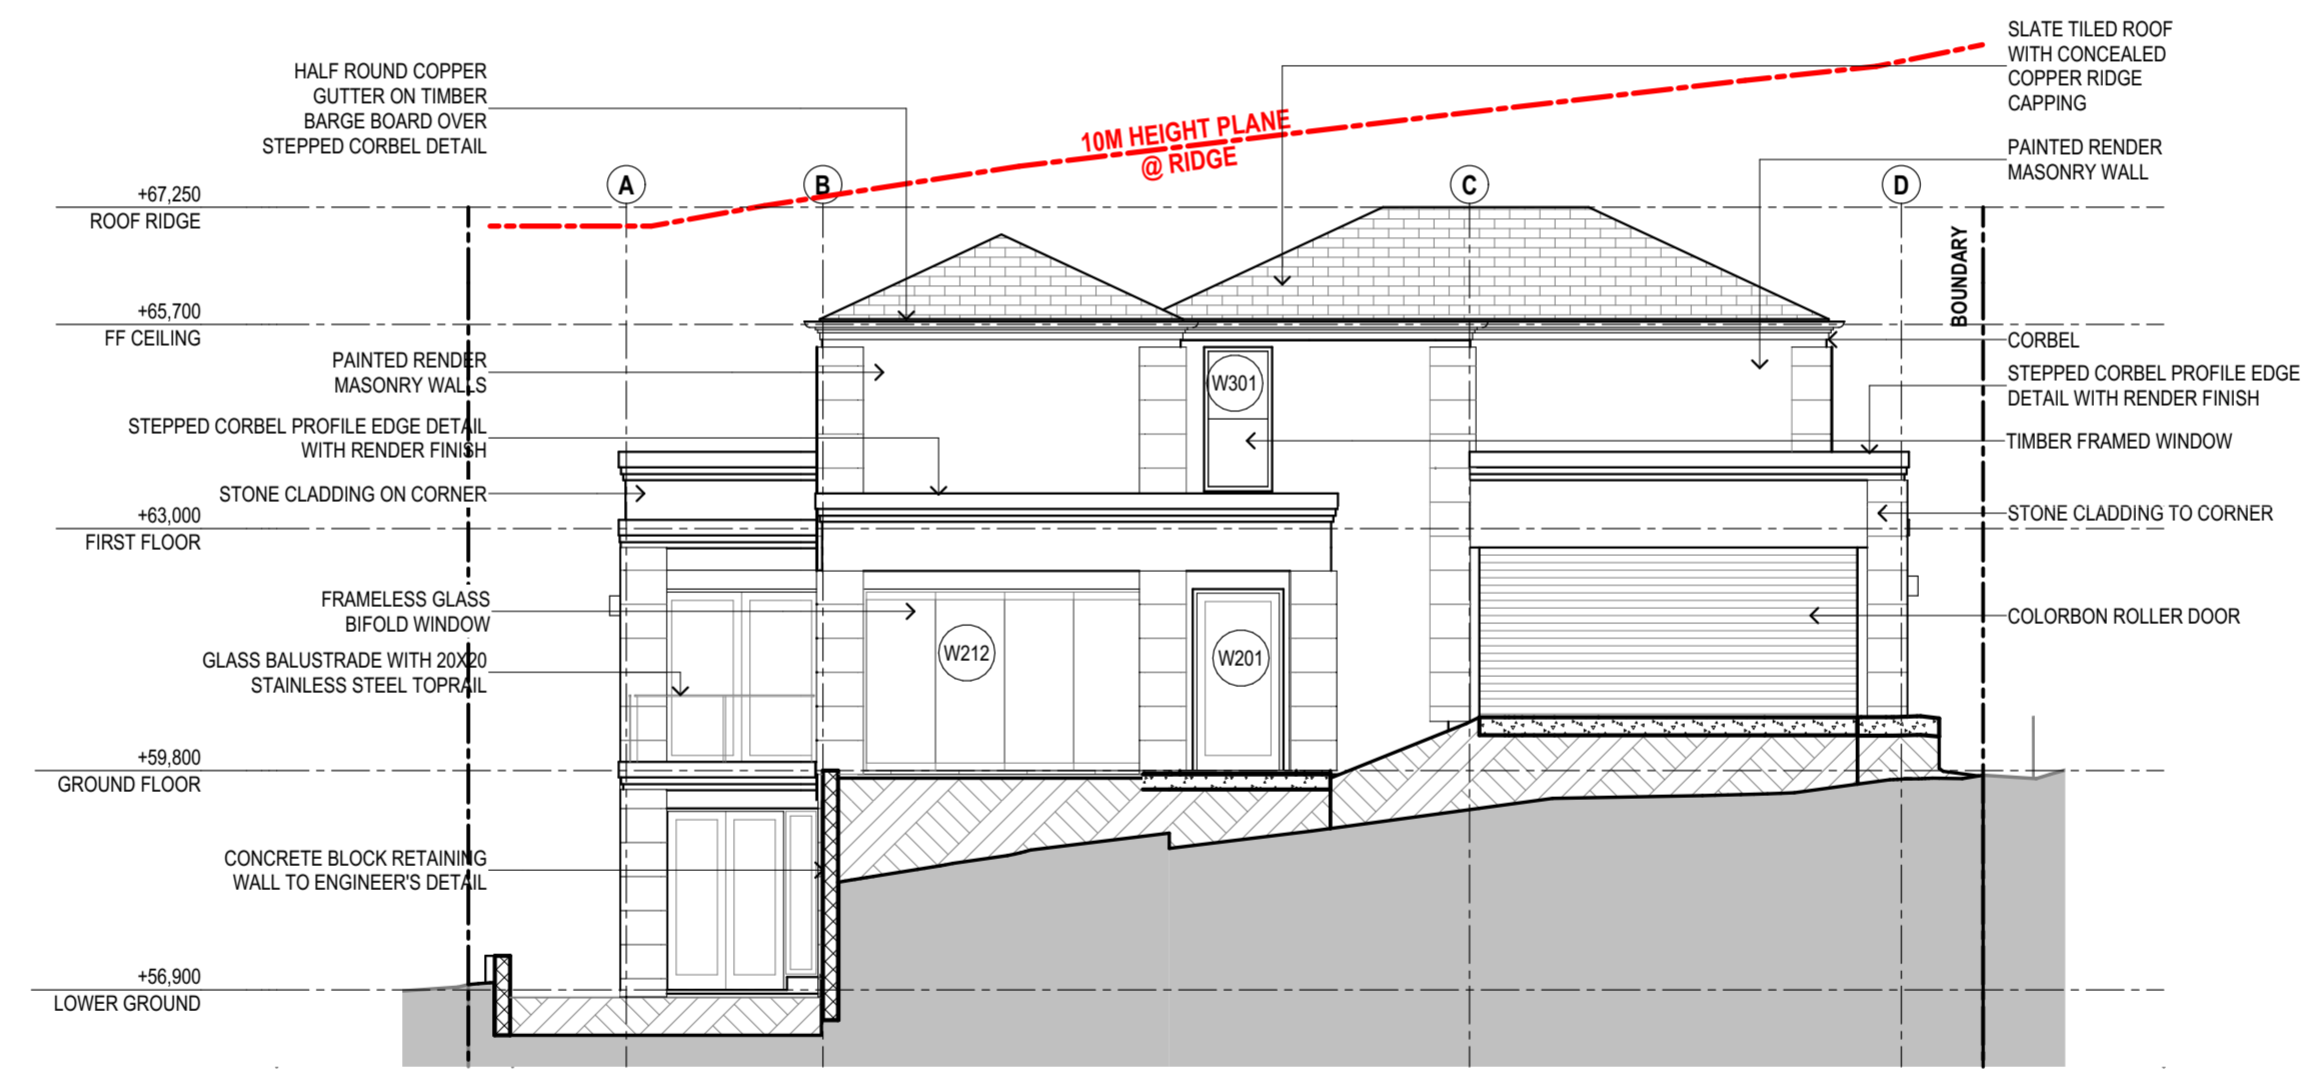 HALF ROUND COPPER
GUTTER ON TIMBER
BARGE BOARD OVER
STEPPED CORBEL DETAIL
SLATE TILED ROOF
WITH CONCEALED
COPPER RIDGE
CAPPING
10M HEIGHT PLANE
@ RIDGE
PAINTED RENDER
MASONRY WALL
A
B
C
D
+67,250
ROOF RIDGE
BOUNDARY
+65,700
FF CEILING
CORBEL
PAINTED RENDER
MASONRY WALLS
W301
STEPPED CORBEL PROFILE EDGE
DETAIL WITH RENDER FINISH
STEPPED CORBEL PROFILE EDGE DETAIL
WITH RENDER FINISH
TIMBER FRAMED WINDOW
STONE CLADDING ON CORNER
STONE CLADDING TO CORNER
+63,000
FIRST FLOOR
FRAMELESS GLASS
BIFOLD WINDOW
COLORBON ROLLER DOOR
W212
W201
GLASS BALUSTRADE WITH 20X20
STAINLESS STEEL TOPRAIL
+59,800
GROUND FLOOR
CONCRETE BLOCK RETAINING
WALL TO ENGINEER'S DETAIL
+56,900
LOWER GROUND